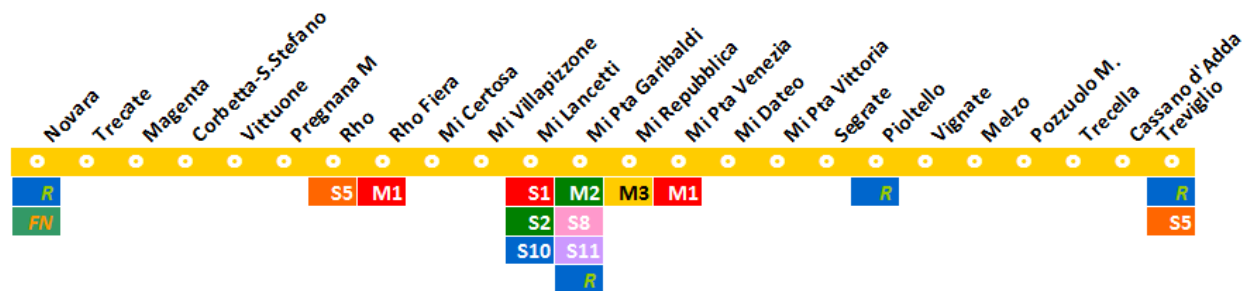 Novara
Trecate
Magenta
Corbetta-S.Stefano
Vittuone
Pregnana M
Rho
Rho Fiera
Mi Certosa
Mi Villapizzone
Mi Lancetti
Mi Pta Garibaldi
Mi Repubblica
Mi Pta Venezia
Mi Dateo
Mi Pta Vittoria
Segrate
Pioltello
Vignate
Melzo
Pozzuolo M.
Trecella
Cassano d'Adda
Treviglio
R S5 M1 S1 M2 M3 M1 R R
FN S2 S8 S5
S10 S11
R